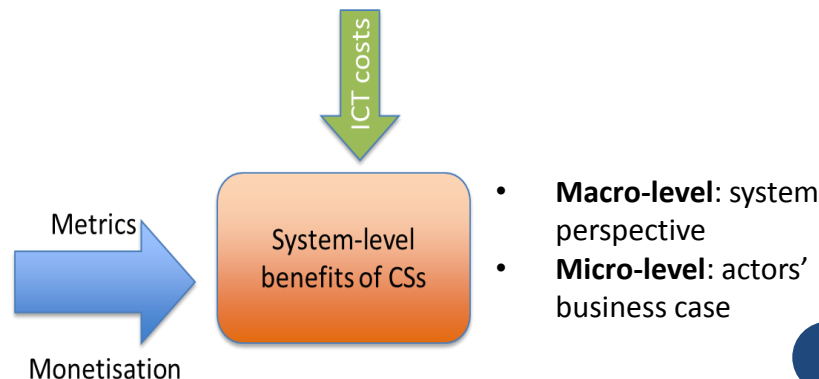 ICT costs
Metrics
System-level
benefits of CSs
Monetisation
• Macro-level: system
perspective
• Micro-level: actors’
business case